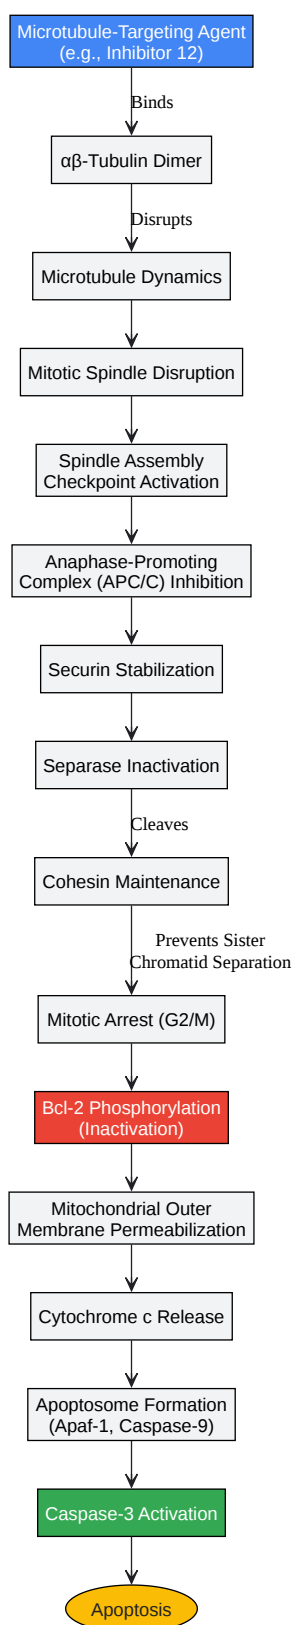 Microtubule-Targeting Agent
(e.g., Inhibitor 12)
Binds
αβ-Tubulin Dimer
Disrupts
Microtubule Dynamics
Mitotic Spindle Disruption
Spindle Assembly
Checkpoint Activation
Anaphase-Promoting
Complex (APC/C) Inhibition
Securin Stabilization
Separase Inactivation
Cleaves
Cohesin Maintenance
Prevents Sister
Chromatid Separation
Mitotic Arrest (G2/M)
Bcl-2 Phosphorylation
(Inactivation)
Mitochondrial Outer
Membrane Permeabilization
Cytochrome c Release
Apoptosome Formation
(Apaf-1, Caspase-9)
Caspase-3 Activation
Apoptosis